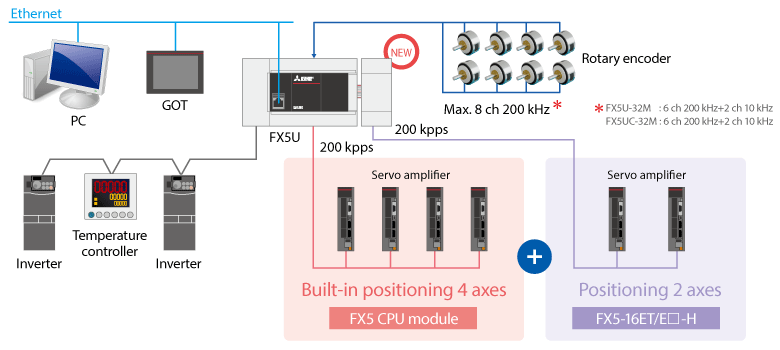 Ethernet
NEW
PC
GOT
FX5U
Rotary encoder
Max. 8 ch 200 kHz *
* FX5U-32M : 6 ch 200 kHz+2 ch 10 kHz
FX5UC-32M : 6 ch 200 kHz+2 ch 10 kHz
200 kpps
200 kpps
Inverter
Temperature
controller
Inverter
Servo amplifier
Built-in positioning 4 axes
FX5 CPU module
+
Servo amplifier
Positioning 2 axes
FX5-16ET/E□-H